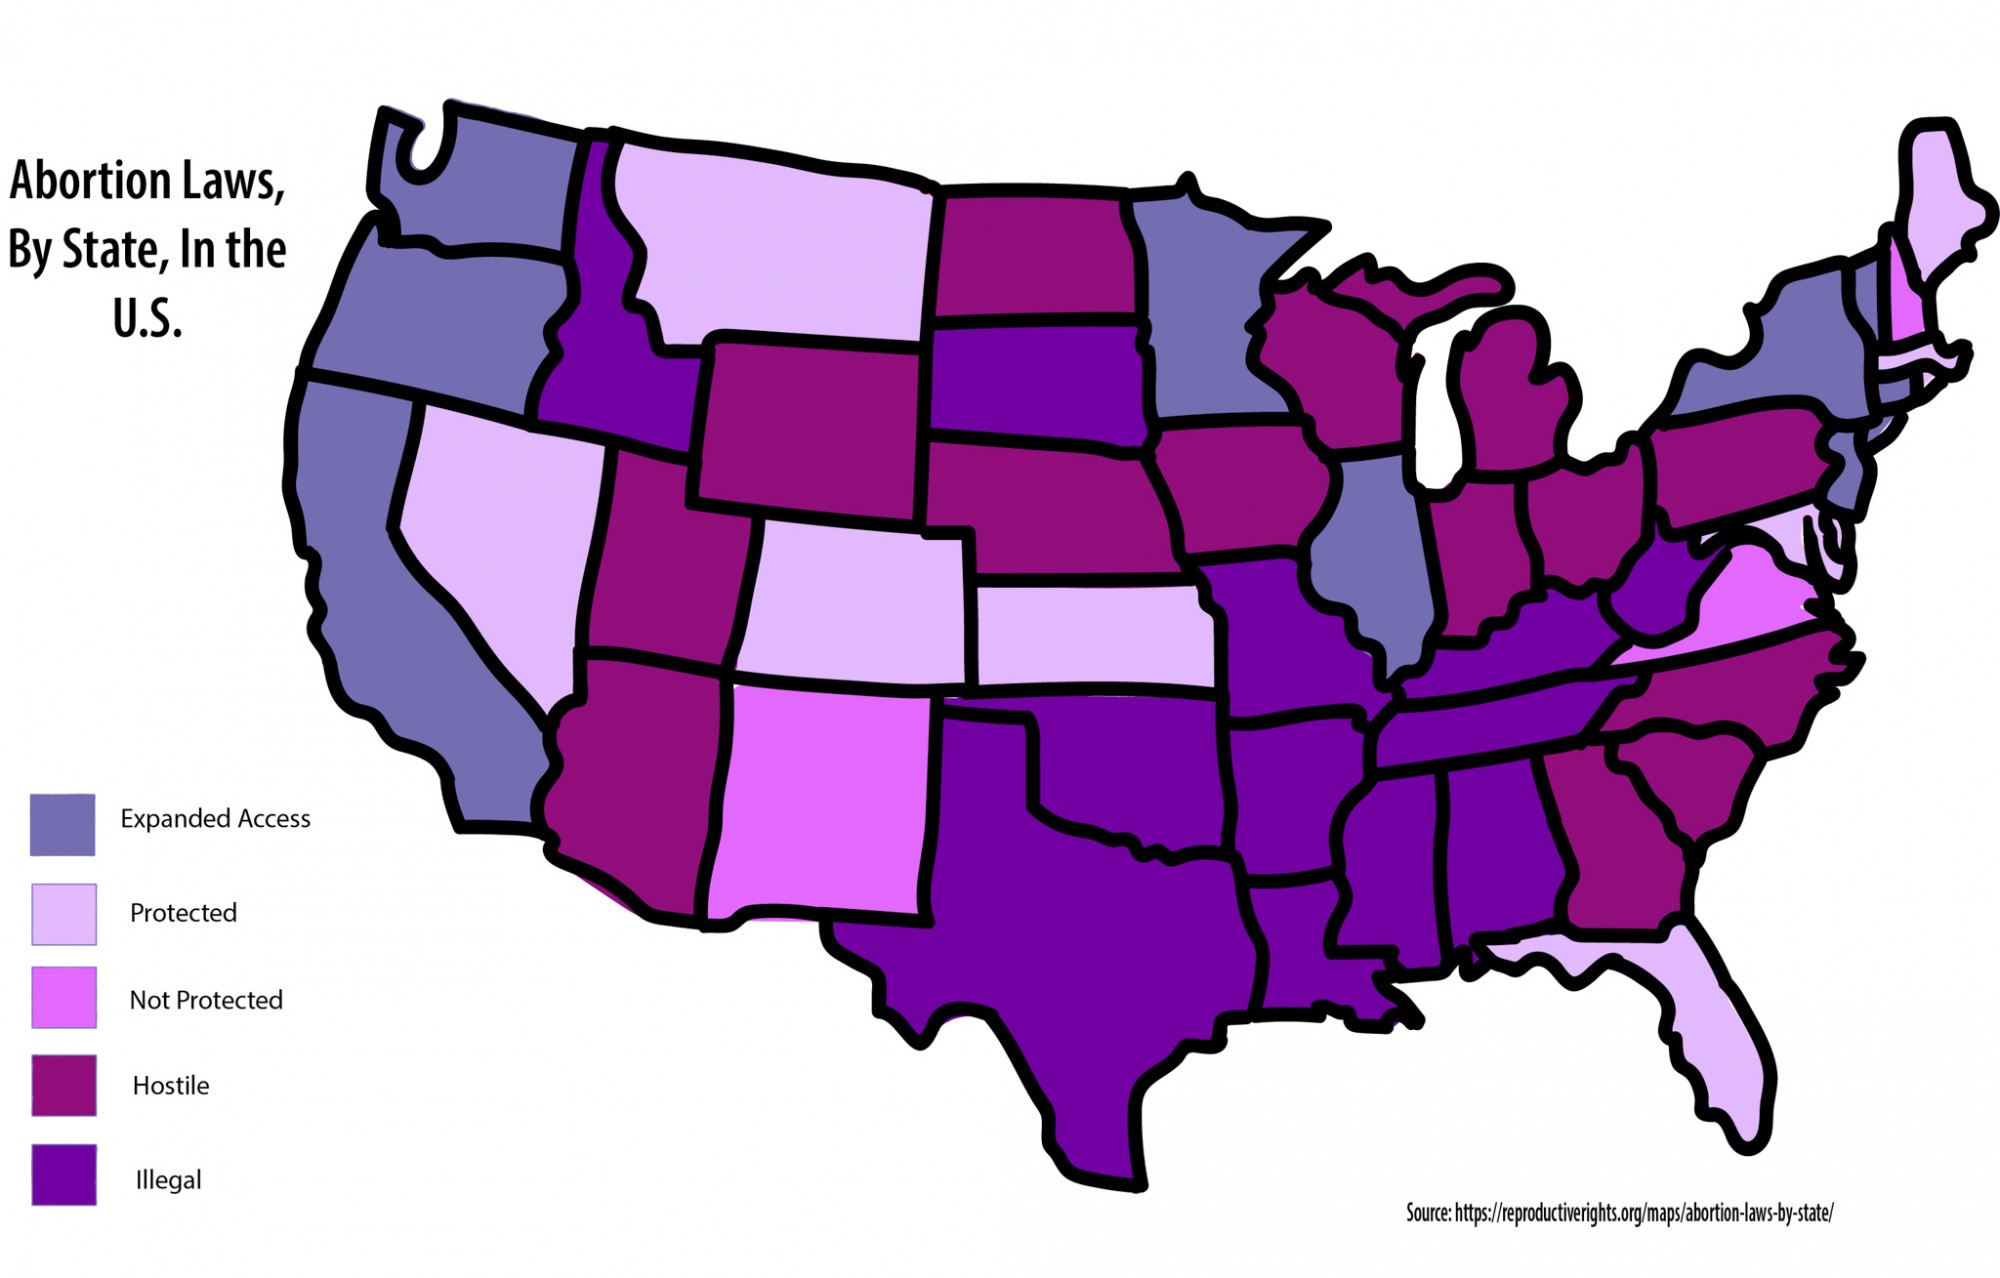 Abortion Laws,
By State, In the
U.S.
Expanded Access
Protected
Not Protected
Hostile
Illegal
Source: https://reproductiverights.org/maps/abortion-laws-by-state/